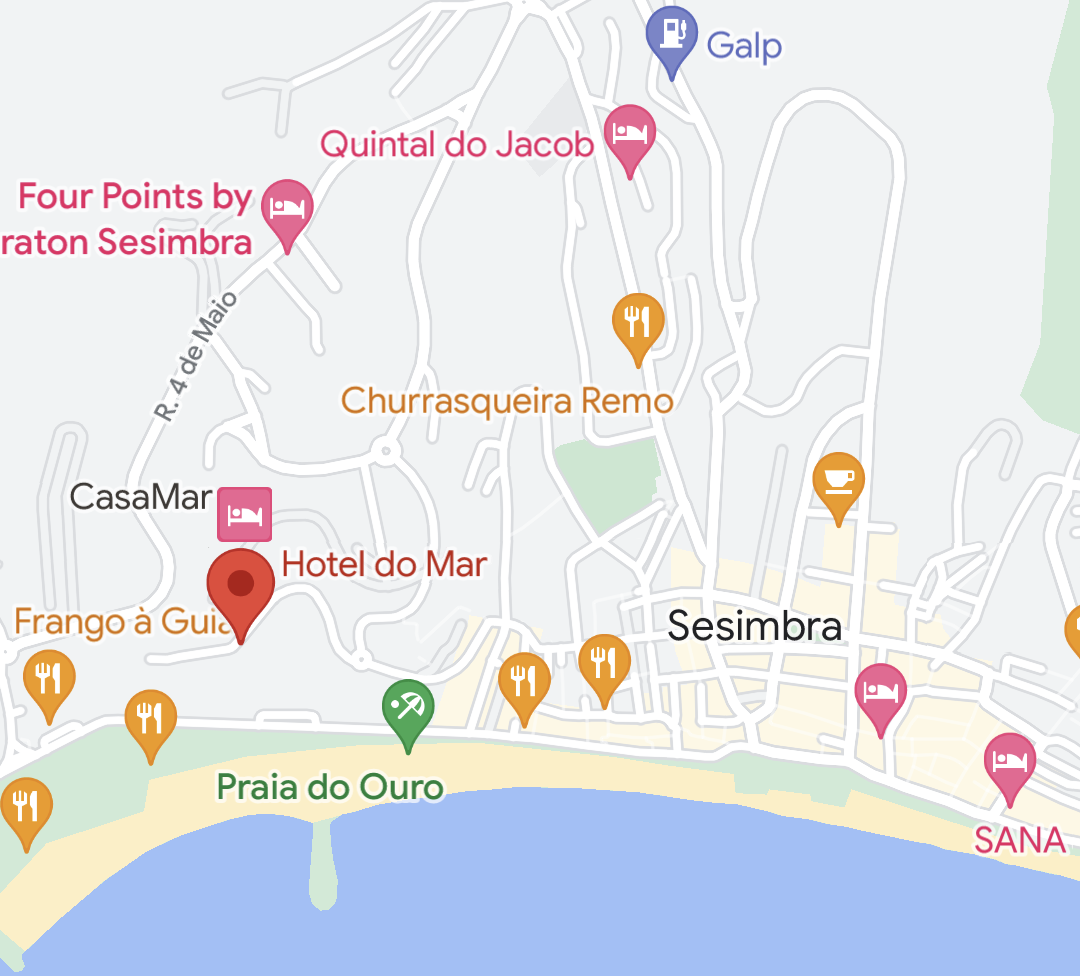 Galp
Quintal do Jacob
Four Points by
raton Sesimbra
R. 4 de Maio
Churrasqueira Remo
CasaMar
Hotel do Mar
Frango à Guia
Sesimbra
Praia do Ouro
SANA